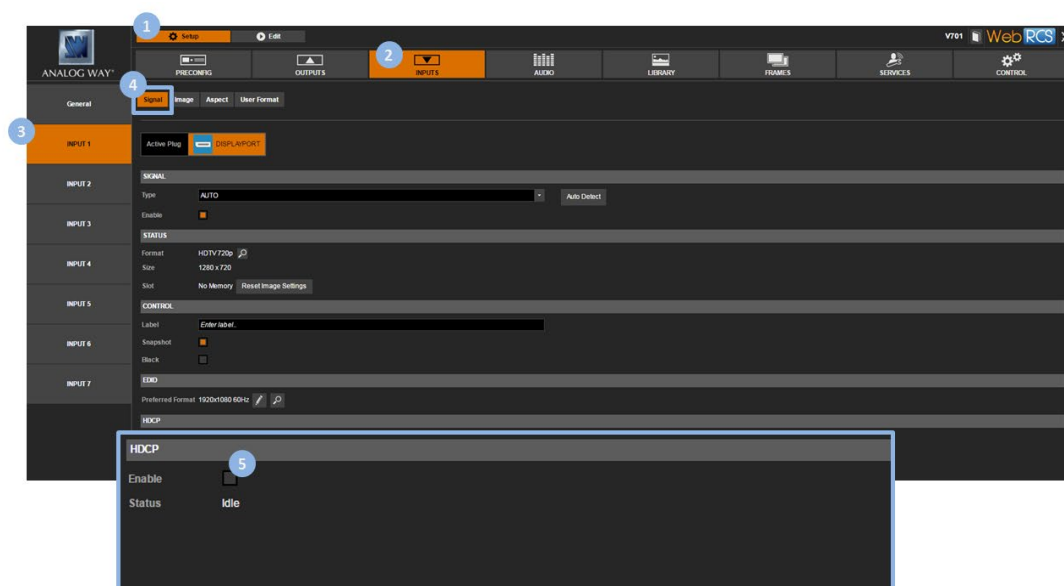 1
Setup
Edit
V701
Web RCS
ANALOG WAY®
PRECONFIG
OUTPUTS
2
INPUTS
AUDIO
LIBRARY
FRAMES
SERVICES
CONTROL
4
General
Signal Image Aspect User Format
3
INPUT 1
Active Plug DISPLAYPORT
INPUT 2
SIGNAL
Type AUTO Auto Detect
Enable
INPUT 3
STATUS
Format HDTV 720p
INPUT 4
Size 1280 x 720
Slot No Memory Reset Image Settings
INPUT 5
CONTROL
Label Enter label..
INPUT 6
Snapshot
Black
INPUT 7
EDID
Preferred Format 1920x1080 60Hz
HDCP
HDCP
5
Enable
Status Idle